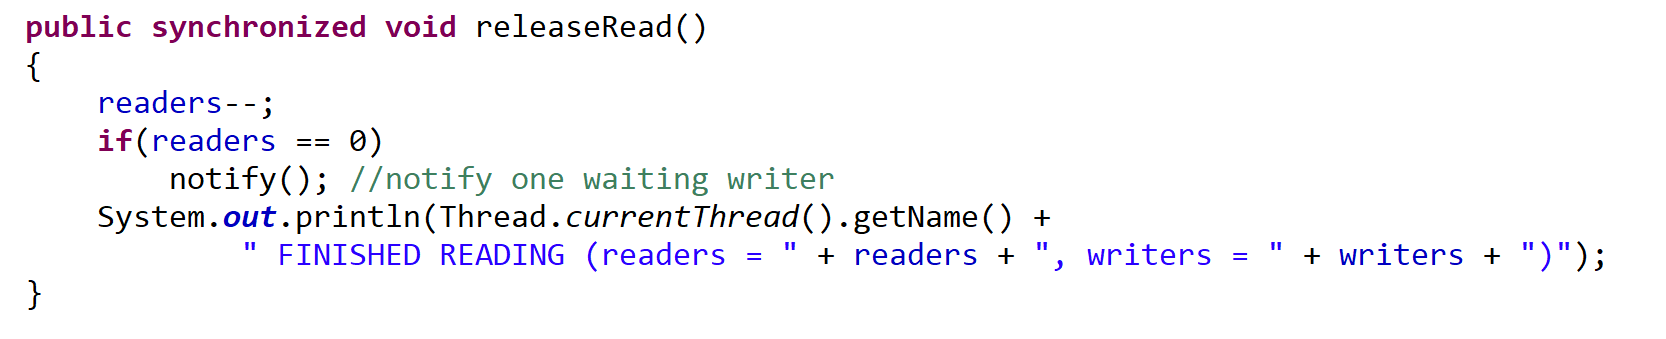 public synchronized void releaseRead()
{
    readers--;
    if(readers == 0)
        notify(); //notify one waiting writer
    System.out.println(Thread.currentThread().getName() +
            " FINISHED READING (readers = " + readers + ", writers = " + writers + ")");
}